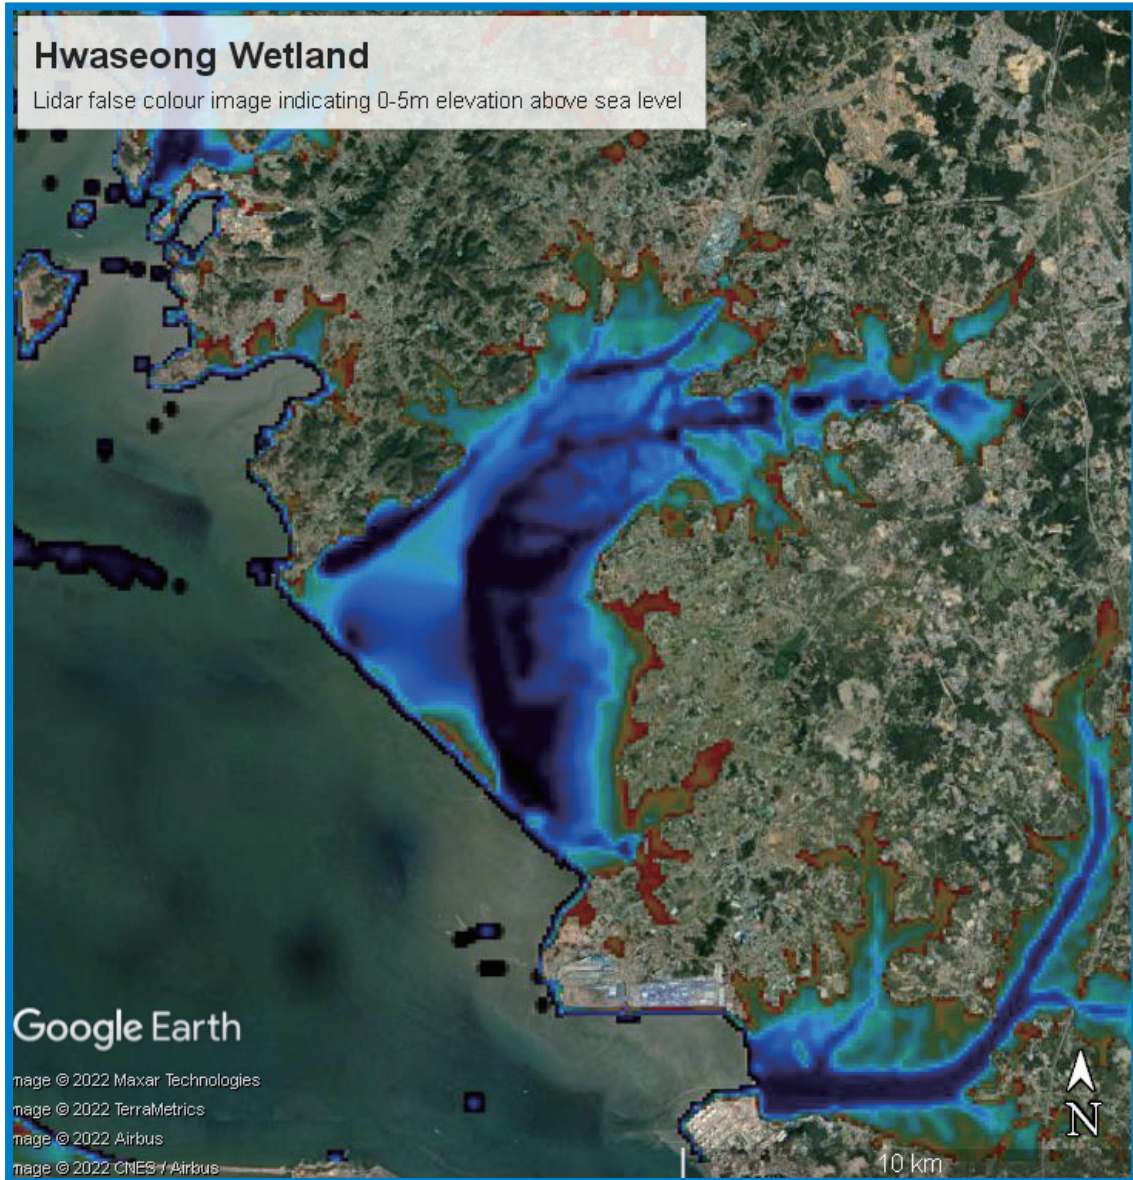 Hwaseong Wetland
Lidar false colour image indicating 0-5m elevation above sea level
Google Earth
mage © 2022 Maxar Technologies
mage © 2022 TerraMetrics
mage © 2022 Airbus
mage © 2022 CNES / Airbus
N
10 km